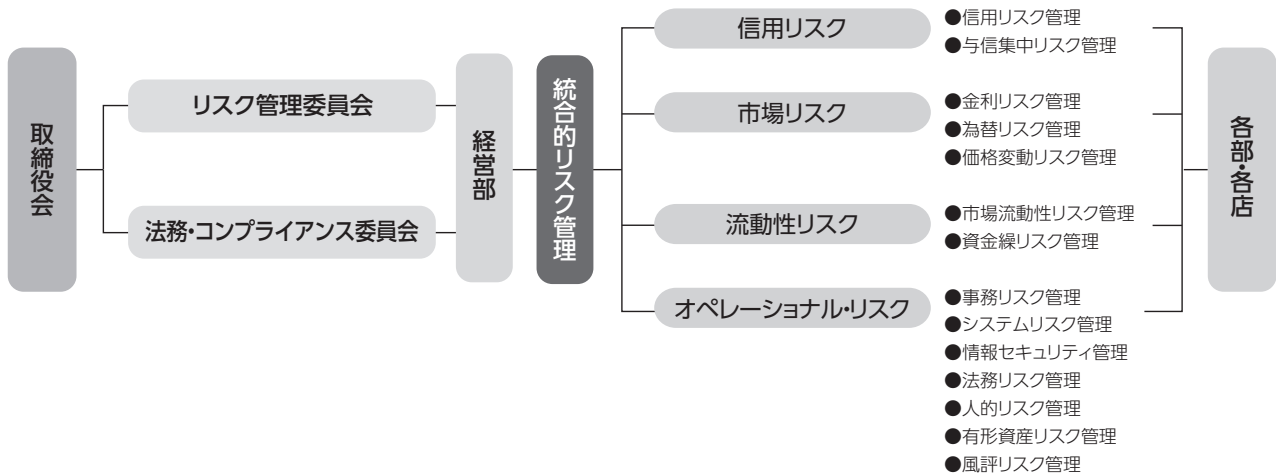 取締役会
リスク管理委員会
法務・コンプライアンス委員会
経営部
統合的リスク管理
信用リスク
●信用リスク管理
●与信集中リスク管理
市場リスク
●金利リスク管理
●為替リスク管理
●価格変動リスク管理
流動性リスク
●市場流動性リスク管理
●資金繰リスク管理
オペレーショナル・リスク
●事務リスク管理
●システムリスク管理
●情報セキュリティ管理
●法務リスク管理
●人的リスク管理
●有形資産リスク管理
●風評リスク管理
各部・各店